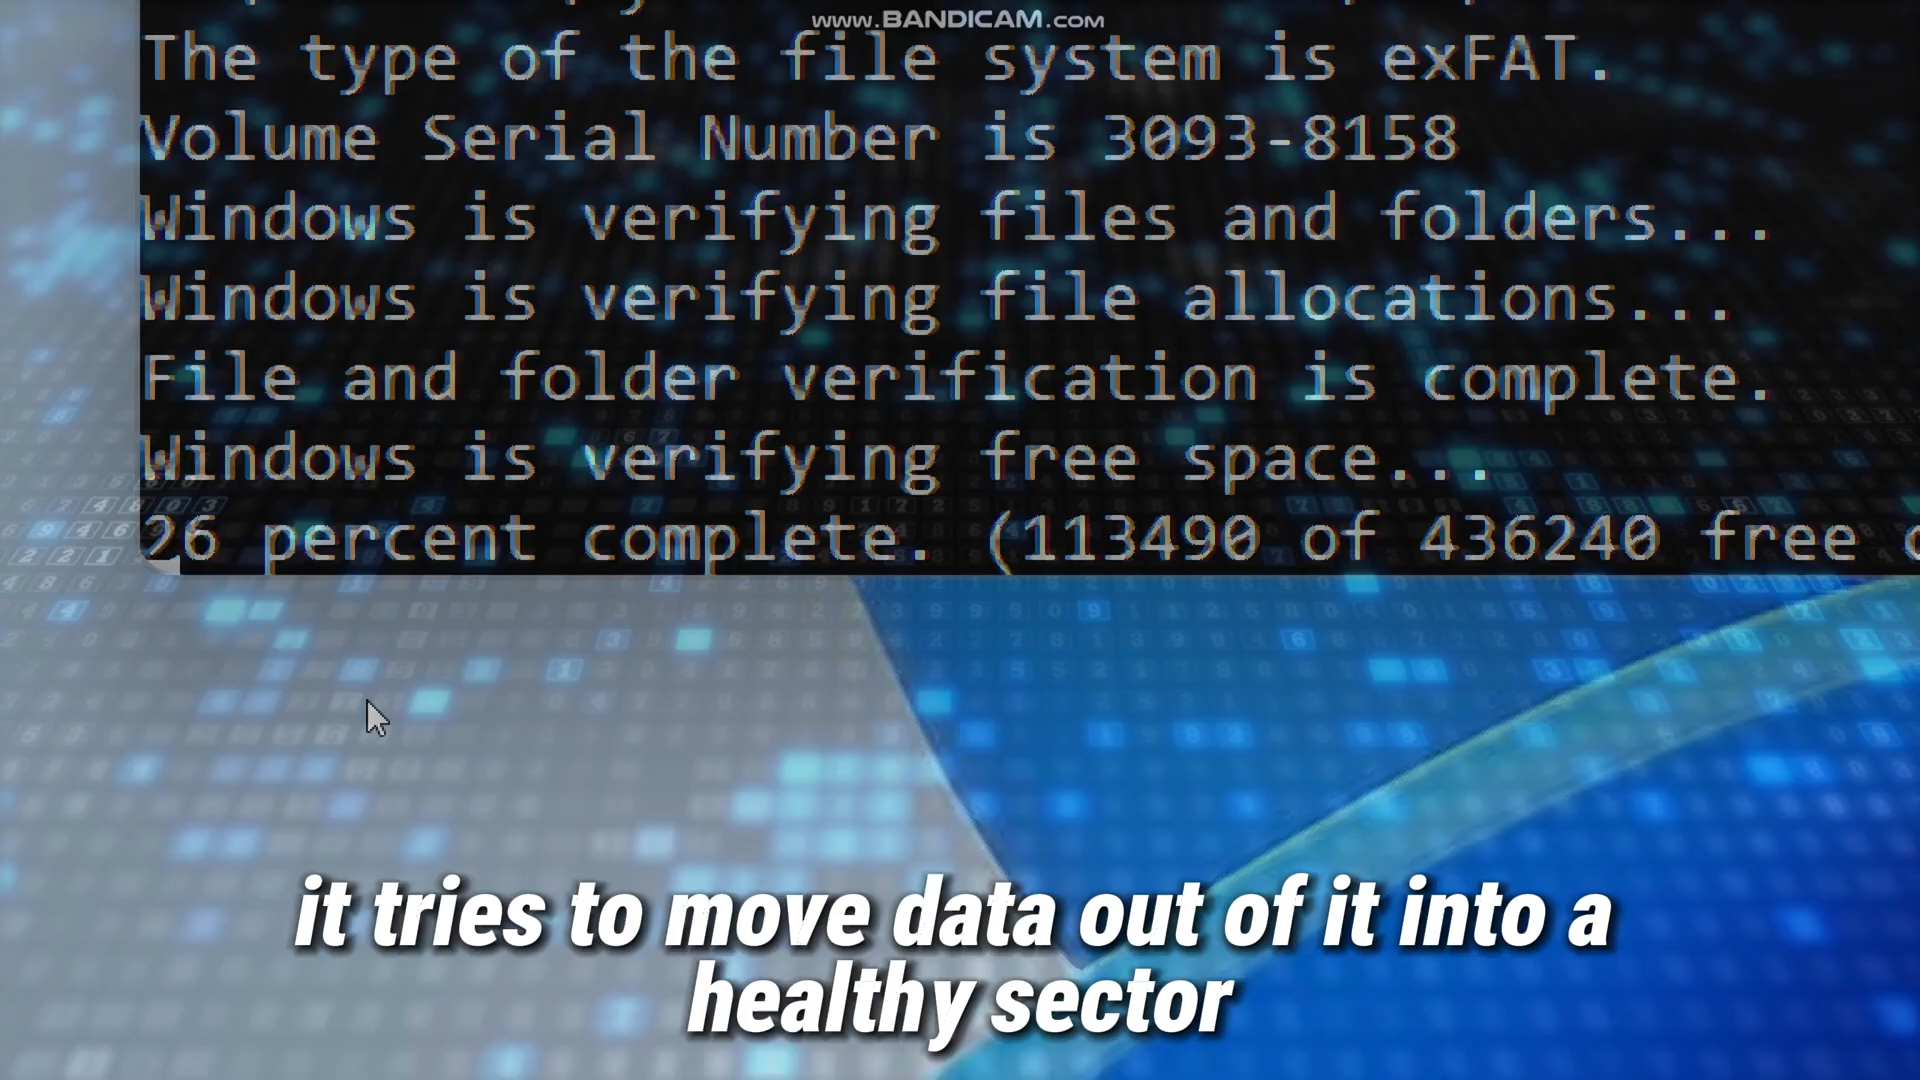 www.BANDICAM.com
The type of the file system is exFAT.
Volume Serial Number is 3093-8158
Windows is verifying files and folders...
Windows is verifying file allocations...
File and folder verification is complete.
Windows is verifying free space...
26 percent complete. (113490 of 436240 free
it tries to move data out of it into a
healthy sector